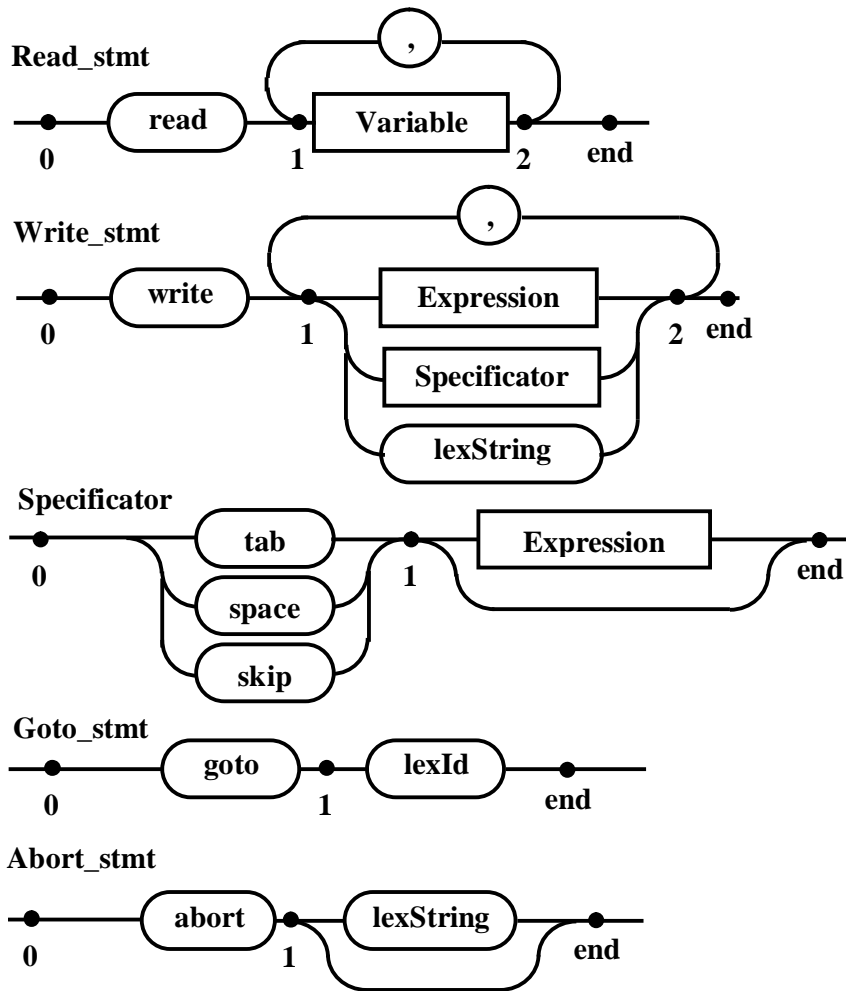 ,
Read_stmt
read Variable
0 1 2 end
,
Write_stmt
write Expression
0 1 2 end
Specificator
lexString
Specificator
tab Expression
0 1 end
space
skip
Goto_stmt
goto lexId
0 1 end
Abort_stmt
abort lexString
0 1 end